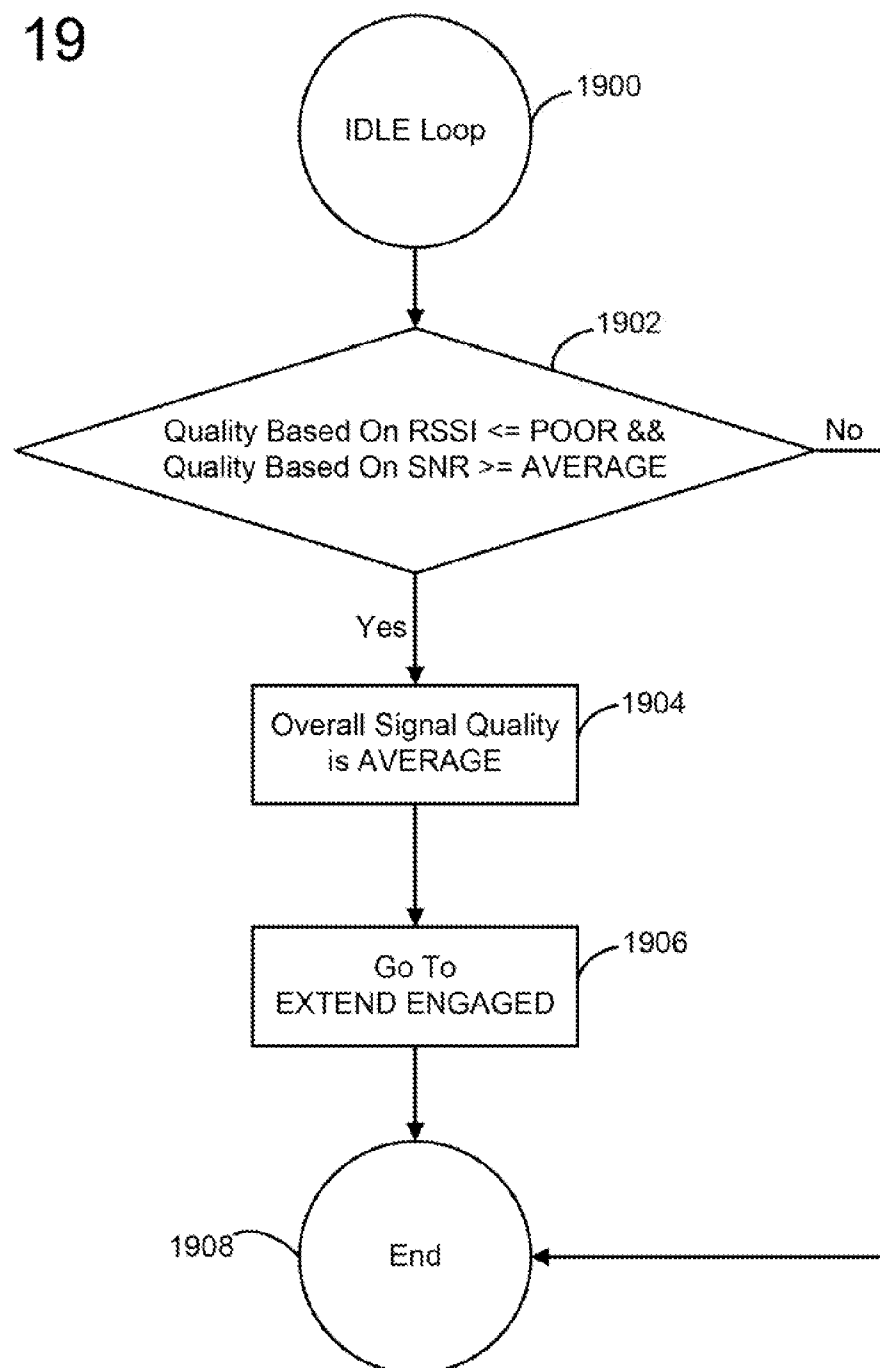 19
IDLE Loop
1900
1902
Quality Based On RSSI <= POOR &&
Quality Based On SNR >= AVERAGE
No
Yes
Overall Signal Quality
is AVERAGE
1904
Go To
EXTEND ENGAGED
1906
1908
End